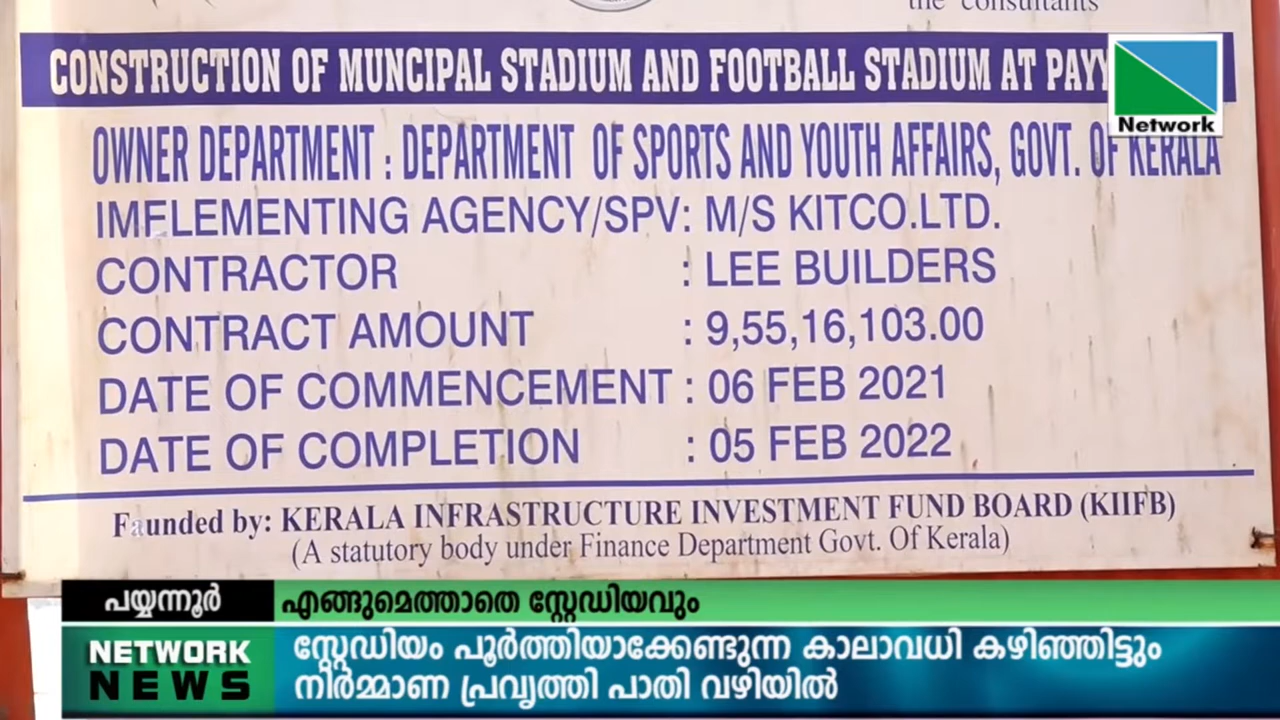 the consultants
CONSTRUCTION OF MUNCIPAL STADIUM AND FOOTBALL STADIUM AT
Network
OWNER DEPARTMENT : DEPARTMENT OF SPORTS AND YOUTH AFFAIRS, GOVT. OF KERALA
IMFLEMENTING AGENCY/SPV: M/S KITCO.LTD.
CONTRACTOR : LEE BUILDERS
CONTRACT AMOUNT : 9,55,16,103.00
DATE OF COMMENCEMENT : 06 FEB 2021
DATE OF COMPLETION : 05 FEB 2022
Faunded by: KERALA INFRASTRUCTURE INVESTMENT FUND BOARD (KIIFB)
(A statutory body under Finance Department Govt. Of Kerala)
പയ്യന്നൂർ എങ്ങുമെത്താതെ സ്റ്റേഡിയവും
NETWORK NEWS
സ്റ്റേഡിയം പൂർത്തിയാക്കേണ്ടുന്ന കാലാവധി കഴിഞ്ഞിട്ടും
നിർമ്മാണ പ്രവൃത്തി പാതി വഴിയിൽ